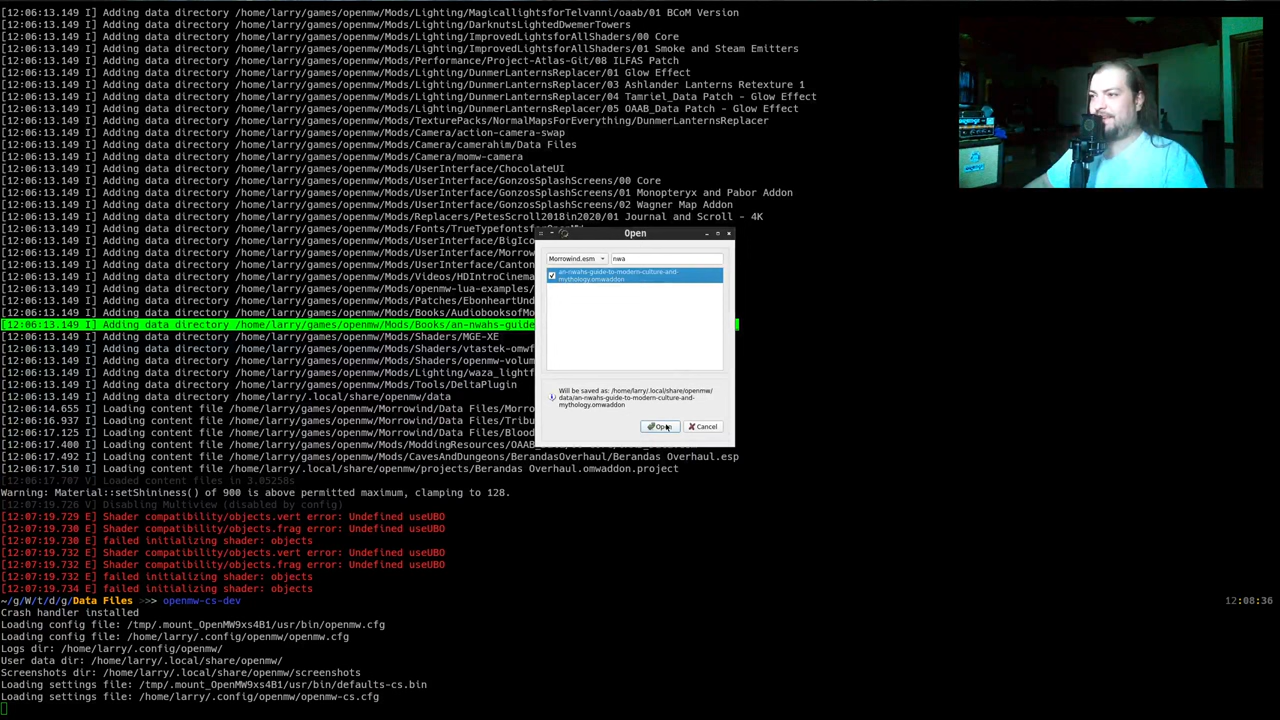 [12:06:13.149 I] Adding data directory /home/larry/games/openmw/Mods/Lighting/MagicallightsforTelvanni/oaab/01 BCoM Version
[12:06:13.149 I] Adding data directory /home/larry/games/openmw/Mods/Lighting/DarknutsLightedDwemerTowers
[12:06:13.149 I] Adding data directory /home/larry/games/openmw/Mods/Lighting/ImprovedLightsforAllShaders/00 Core
[12:06:13.149 I] Adding data directory /home/larry/games/openmw/Mods/Lighting/ImprovedLightsforAllShaders/01 Smoke and Steam Emitters
[12:06:13.149 I] Adding data directory /home/larry/games/openmw/Mods/Performance/Project-Atlas-Git/08 ILFAS Patch
[12:06:13.149 I] Adding data directory /home/larry/games/openmw/Mods/Lighting/DunmerLanternsReplacer/01 Glow Effect
[12:06:13.149 I] Adding data directory /home/larry/games/openmw/Mods/Lighting/DunmerLanternsReplacer/03 Ashlander Lanterns Retexture 1
[12:06:13.149 I] Adding data directory /home/larry/games/openmw/Mods/Lighting/DunmerLanternsReplacer/04 Tamriel_Data Patch - Glow Effect
[12:06:13.149 I] Adding data directory /home/larry/games/openmw/Mods/Lighting/DunmerLanternsReplacer/05 OAAB_Data Patch - Glow Effect
[12:06:13.149 I] Adding data directory /home/larry/games/openmw/Mods/TexturePacks/NormalMapsForEverything/DunmerLanternsReplacer
[12:06:13.149 I] Adding data directory /home/larry/games/openmw/Mods/Camera/action-camera-swap
[12:06:13.149 I] Adding data directory /home/larry/games/openmw/Mods/Camera/camerahim/Data Files
[12:06:13.149 I] Adding data directory /home/larry/games/openmw/Mods/Camera/momw-camera
[12:06:13.149 I] Adding data directory /home/larry/games/openmw/Mods/UserInterface/ChocolateUI
[12:06:13.149 I] Adding data directory /home/larry/games/openmw/Mods/UserInterface/GonzosSplashScreens/00 Core
[12:06:13.149 I] Adding data directory /home/larry/games/openmw/Mods/UserInterface/GonzosSplashScreens/01 Monopteryx and Pabor Addon
[12:06:13.149 I] Adding data directory /home/larry/games/openmw/Mods/UserInterface/GonzosSplashScreens/02 Wagner Map Addon
[12:06:13.149 I] Adding data directory /home/larry/games/openmw/Mods/Replacers/PetesScroll2018in2020/01 Journal and Scroll - 4K
[12:06:13.149 I] Adding data directory /home/larry/games/openmw/Mods/Fonts/TrueTypefontsforOpenMW
[12:06:13.149 I] Adding data directory /home/larry/games/openmw/Mods/UserInterface/BigIco
[12:06:13.149 I] Adding data directory /home/larry/games/openmw/Mods/UserInterface/Morrow
[12:06:13.149 I] Adding data directory /home/larry/games/openmw/Mods/UserInterface/Canton
[12:06:13.149 I] Adding data directory /home/larry/games/openmw/Mods/Videos/HDIntroCinema
[12:06:13.149 I] Adding data directory /home/larry/games/openmw/Mods/openmw-lua-examples/
[12:06:13.149 I] Adding data directory /home/larry/games/openmw/Mods/Patches/EbonheartUnd
[12:06:13.149 I] Adding data directory /home/larry/games/openmw/Mods/Books/AudiobooksofMo
[12:06:13.149 I] Adding data directory /home/larry/games/openmw/Mods/Books/an-nwahs-guide
[12:06:13.149 I] Adding data directory /home/larry/games/openmw/Mods/Shaders/MGE-XE
[12:06:13.149 I] Adding data directory /home/larry/games/openmw/Mods/Shaders/vtastek-omwf
[12:06:13.149 I] Adding data directory /home/larry/games/openmw/Mods/Shaders/openmw-volum
[12:06:13.149 I] Adding data directory /home/larry/games/openmw/Mods/Lighting/waza_lightf
[12:06:13.149 I] Adding data directory /home/larry/games/openmw/Mods/Tools/DeltaPlugin
[12:06:13.149 I] Adding data directory /home/larry/.local/share/openmw/data
[12:06:14.655 I] Loading content file /home/larry/games/openmw/Morrowind/Data Files/Morro
[12:06:16.937 I] Loading content file /home/larry/games/openmw/Morrowind/Data Files/Tribu
[12:06:17.125 I] Loading content file /home/larry/games/openmw/Morrowind/Data Files/Blood
[12:06:17.400 I] Loading content file /home/larry/games/openmw/Mods/ModdingResources/OAAB
[12:06:17.492 I] Loading content file /home/larry/games/openmw/Mods/CavesAndDungeons/BerandasOverhaul/Berandas Overhaul.esp
[12:06:17.510 I] Loading content file /home/larry/.local/share/openmw/projects/Berandas Overhaul.omwaddon.project
[12:06:17.707 V] Loaded content files in 3.05258s
Warning: Material::setShininess() of 900 is above permitted maximum, clamping to 128.
[12:07:19.726 V] Disabling Multiview (disabled by config)
[12:07:19.729 E] Shader compatibility/objects.vert error: Undefined useUBO
[12:07:19.730 E] Shader compatibility/objects.frag error: Undefined useUBO
[12:07:19.730 E] failed initializing shader: objects
[12:07:19.732 E] Shader compatibility/objects.vert error: Undefined useUBO
[12:07:19.732 E] Shader compatibility/objects.frag error: Undefined useUBO
[12:07:19.732 E] failed initializing shader: objects
[12:07:19.734 E] failed initializing shader: objects
~/g/W/t/d/g/Data Files >>> openmw-cs-dev 12:08:36
Crash handler installed
Loading config file: /tmp/.mount_OpenMW9xs4B1/usr/bin/openmw.cfg
Loading config file: /home/larry/.config/openmw/openmw.cfg
Logs dir: /home/larry/.config/openmw/
User data dir: /home/larry/.local/share/openmw/
Screenshots dir: /home/larry/.local/share/openmw/screenshots
Loading settings file: /tmp/.mount_OpenMW9xs4B1/usr/bin/defaults-cs.bin
Loading settings file: /home/larry/.config/openmw/openmw-cs.cfg
Open
Morrowind.esm nwa
an-nwahs-guide-to-modern-culture-and-
mythology.omwaddon
Will be saved as: /home/larry/.local/share/openmw/
data/an-nwahs-guide-to-modern-culture-and-
mythology.omwaddon
Open Cancel